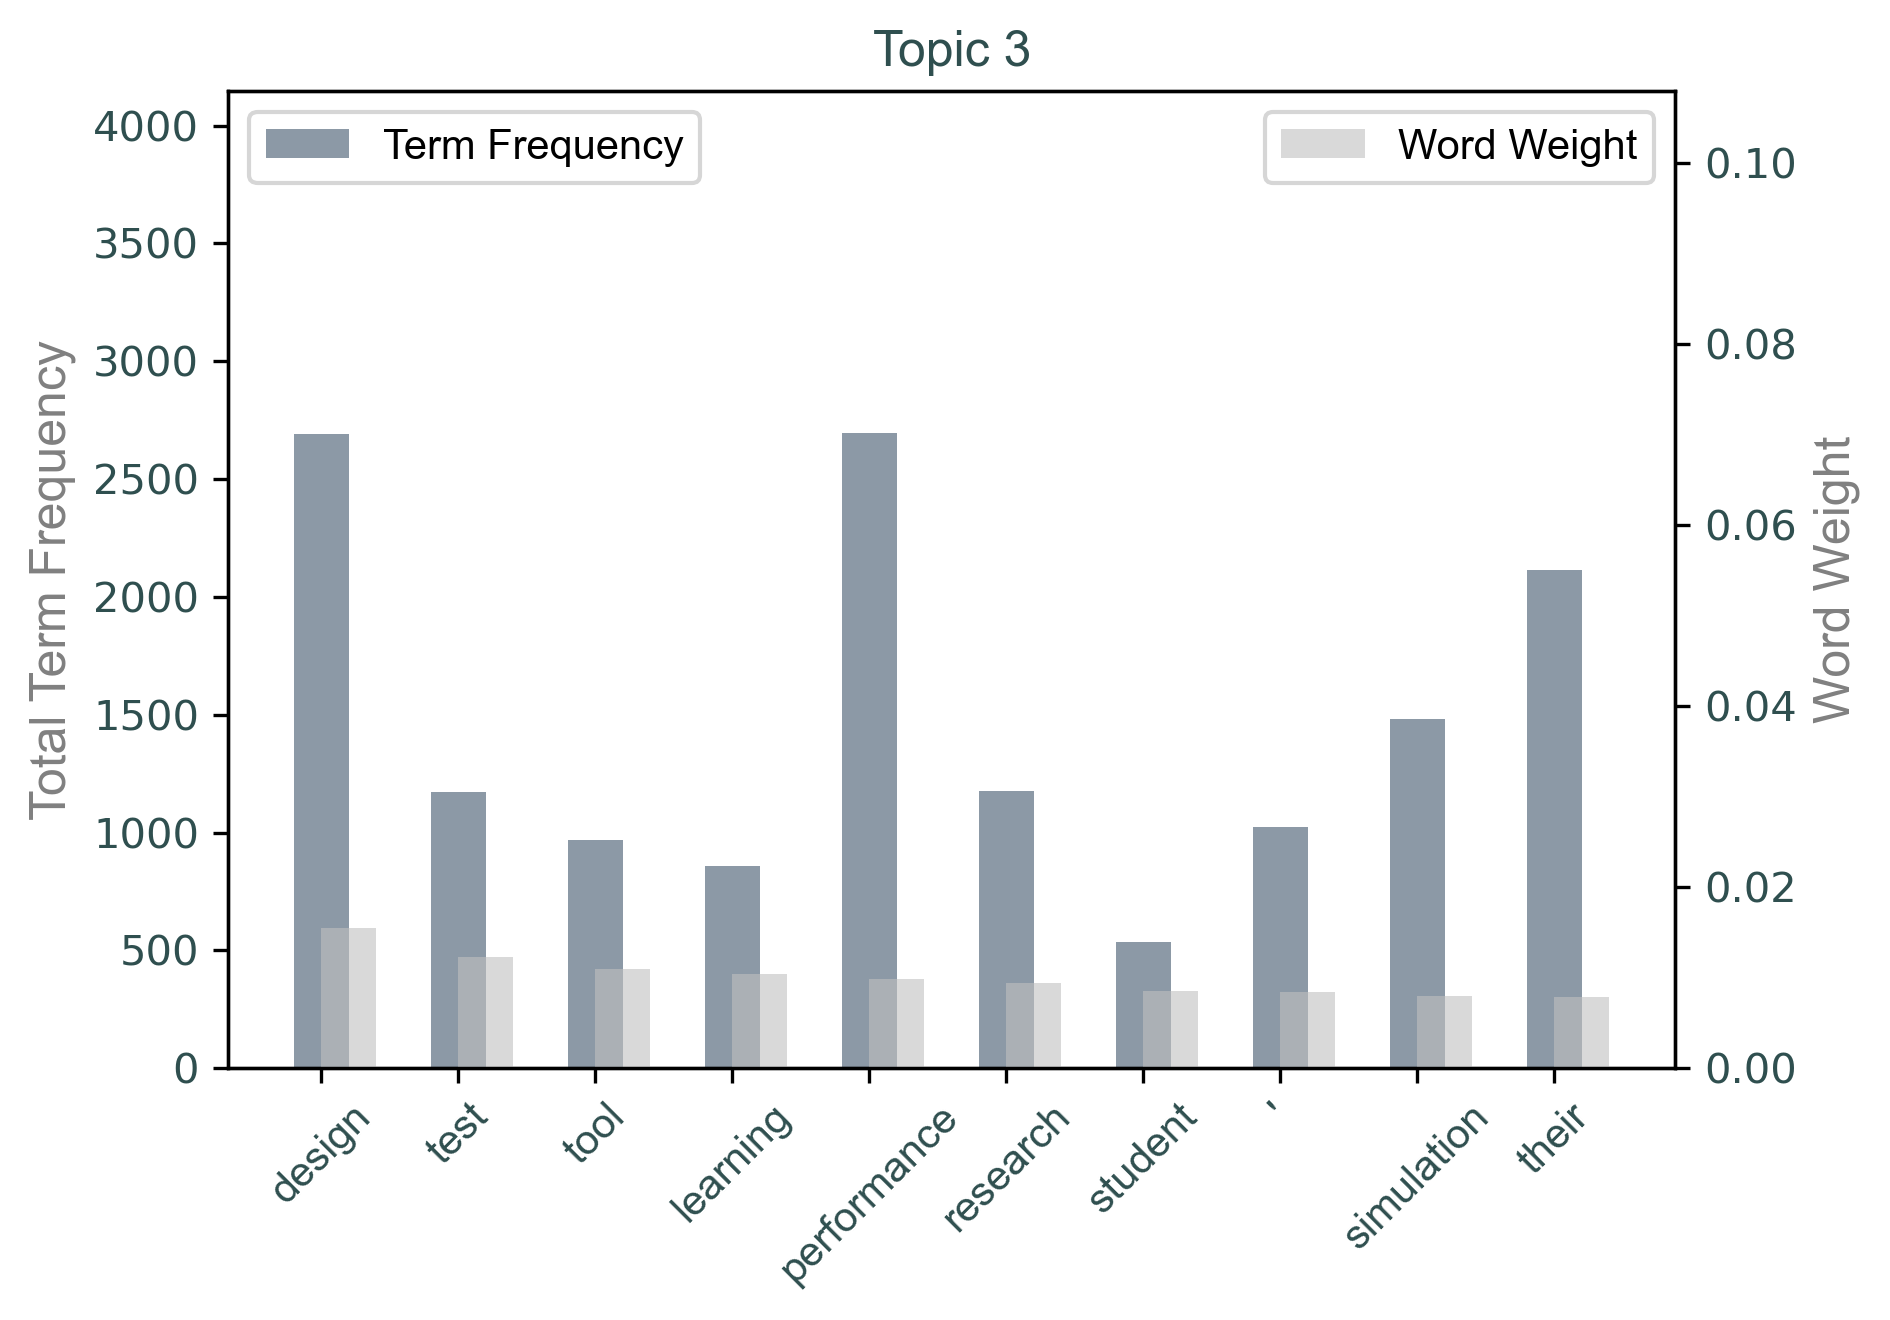 Topic 3
Term Frequency
Word Weight
4000
3500
3000
2500
2000
1500
1000
500
0
Total Term Frequency
0.10
0.08
0.06
0.04
0.02
0.00
Word Weight
design
test
tool
learning
performance
research
student
'
simulation
their